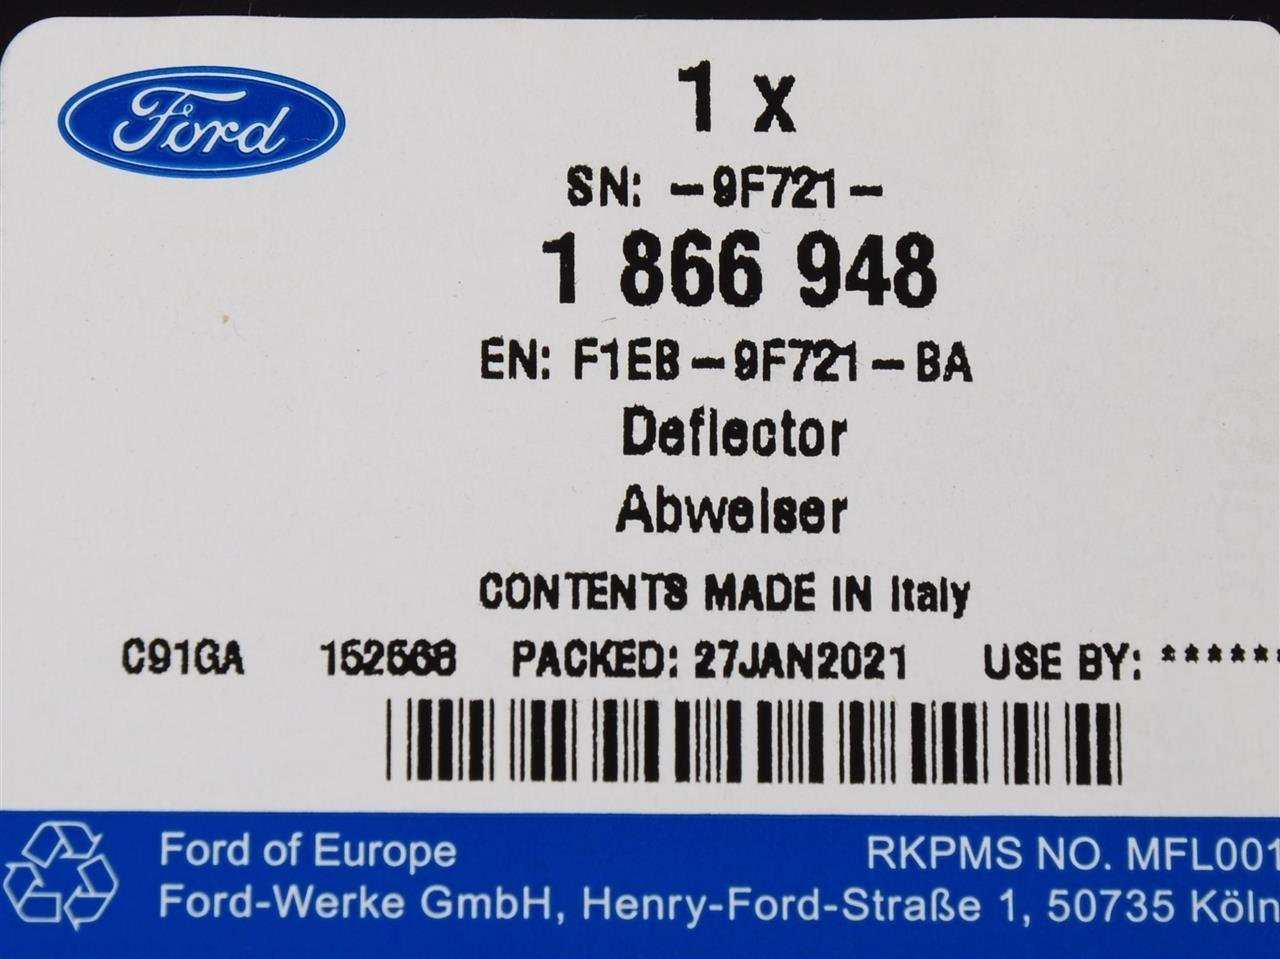 Ford
1 x
SN: -9F721-
1 866 948
EN: F1EB-9F721-BA
Deflector
Abweiser
CONTENTS MADE IN Italy
C91GA PACKED: 27JAN2021 USE BY: ******
Ford of Europe RKPMS NO. MFL001
Ford-Werke GmbH, Henry-Ford-Straße 1, 50735 Köln